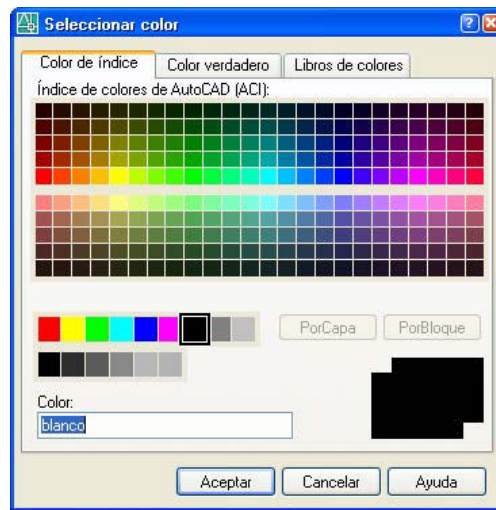 Seleccionar color
Color de índice Color verdadero Libros de colores
Índice de colores de AutoCAD (ACI):
PorCapa PorBloque
Color:
blanco
Aceptar Cancelar Ayuda